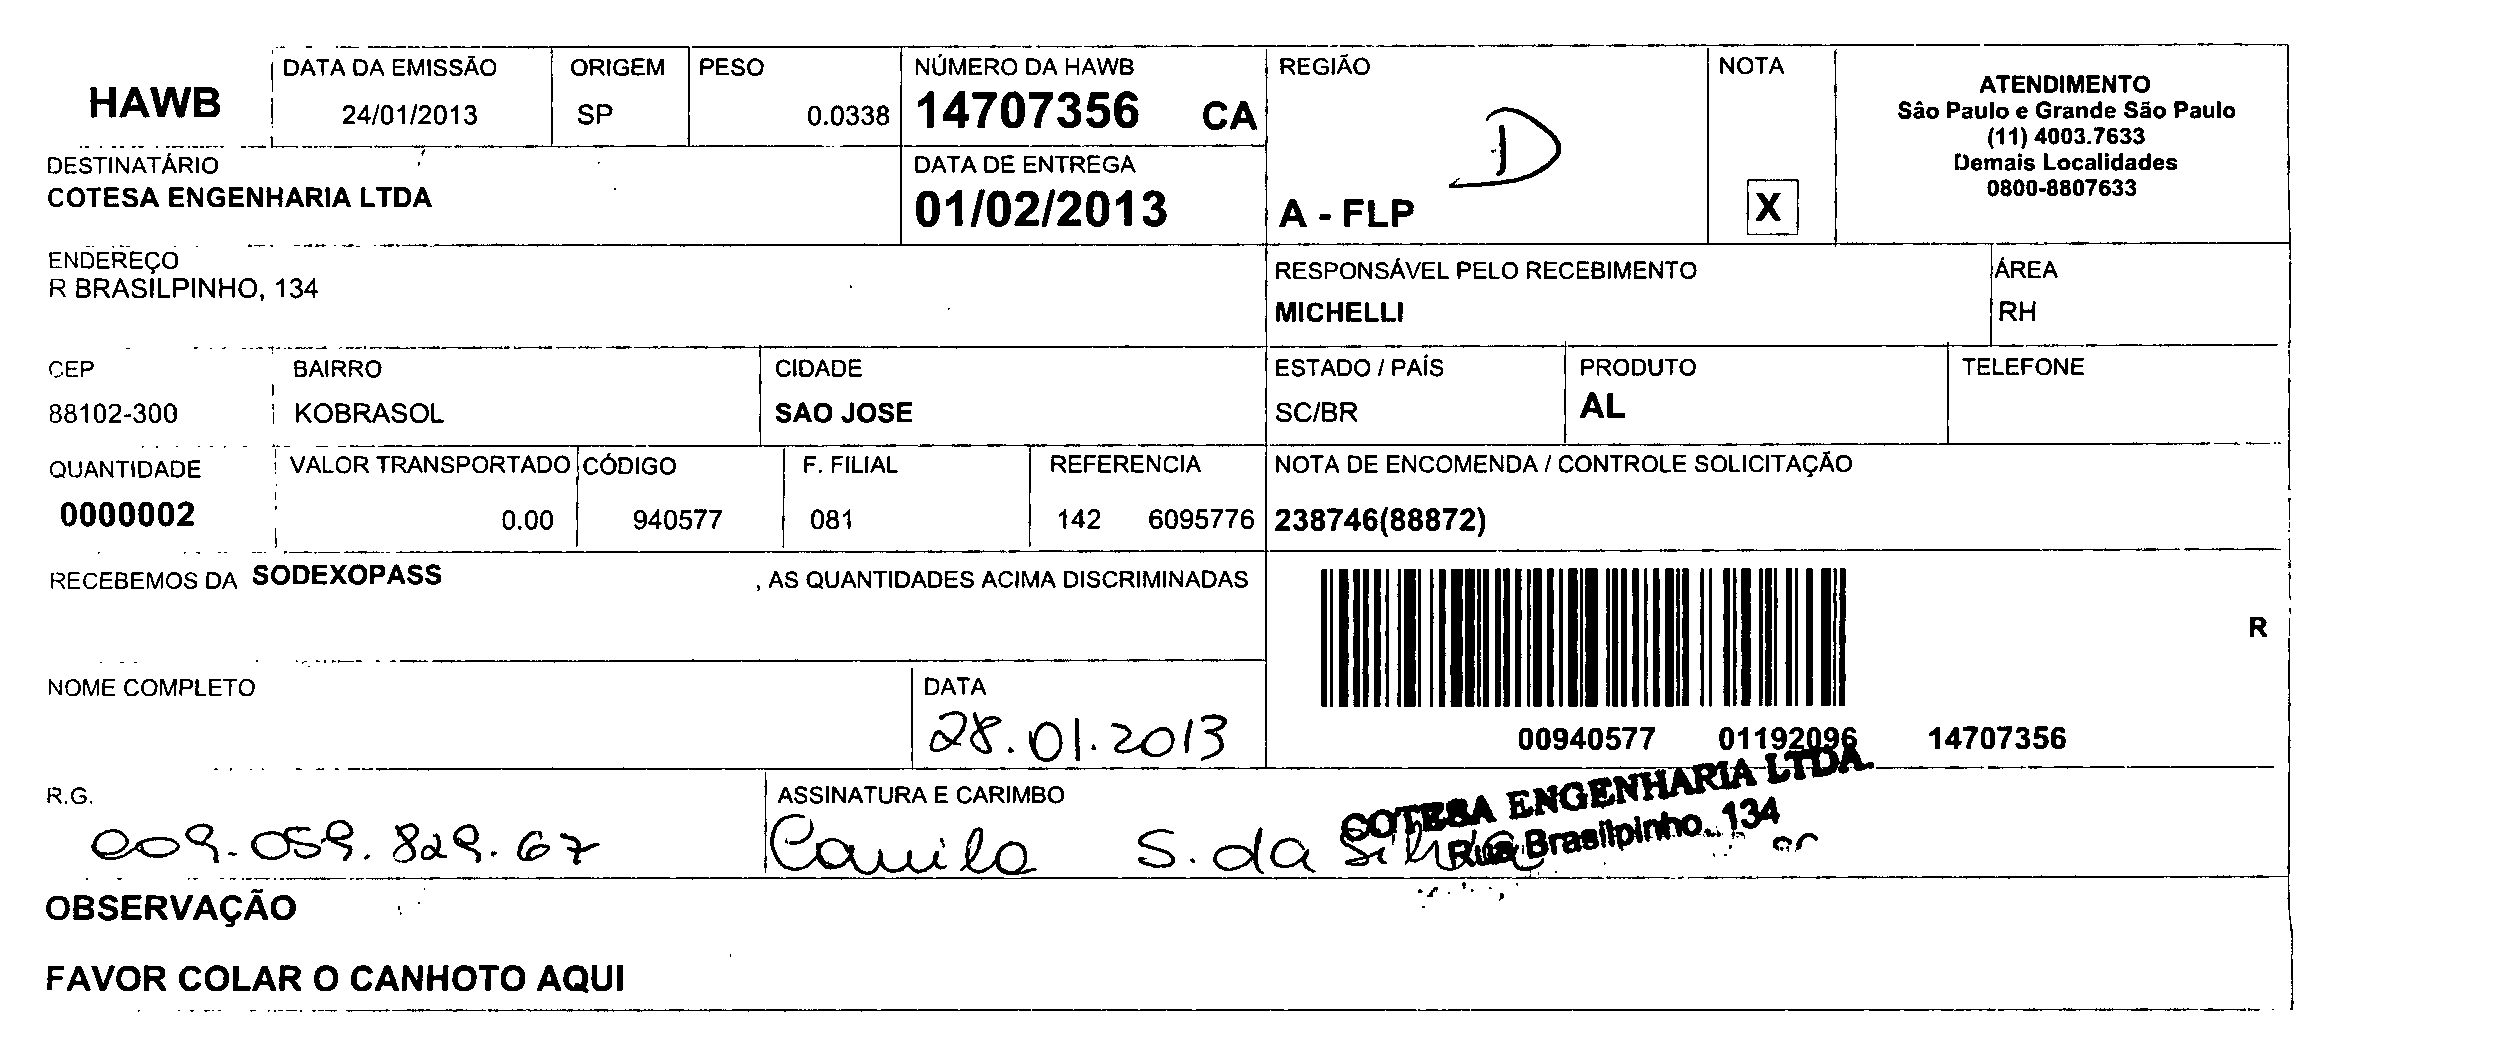 HAWB
DATA DA EMISSÃO
24/01/2013
ORIGEM
SP
PESO
0.0338
NÚMERO DA HAWB
14707356 CA
REGIÃO
D
A - FLP
NOTA
X
ATENDIMENTO
São Paulo e Grande São Paulo
(11) 4003.7633
Demais Localidades
0800-8807633
DESTINATÁRIO
COTESA ENGENHARIA LTDA
DATA DE ENTREGA
01/02/2013
ENDEREÇO
R BRASILPINHO, 134
RESPONSÁVEL PELO RECEBIMENTO
MICHELLI
ÁREA
RH
CEP
88102-300
BAIRRO
KOBRASOL
CIDADE
SAO JOSE
ESTADO / PAÍS
SC/BR
PRODUTO
AL
TELEFONE
QUANTIDADE
0000002
VALOR TRANSPORTADO
0.00
CÓDIGO
940577
F. FILIAL
081
REFERENCIA
142 6095776
NOTA DE ENCOMENDA / CONTROLE SOLICITAÇÃO
238746(88872)
RECEBEMOS DA SODEXOPASS , AS QUANTIDADES ACIMA DISCRIMINADAS
R
NOME COMPLETO
DATA
28.01.2013
00940577 01192096 14707356
R.G.
009.059.829.67
ASSINATURA E CARIMBO
Camila S. da Silva
COTESA ENGENHARIA LTDA.
Rua Brasilpinho, 134
OBSERVAÇÃO
FAVOR COLAR O CANHOTO AQUI